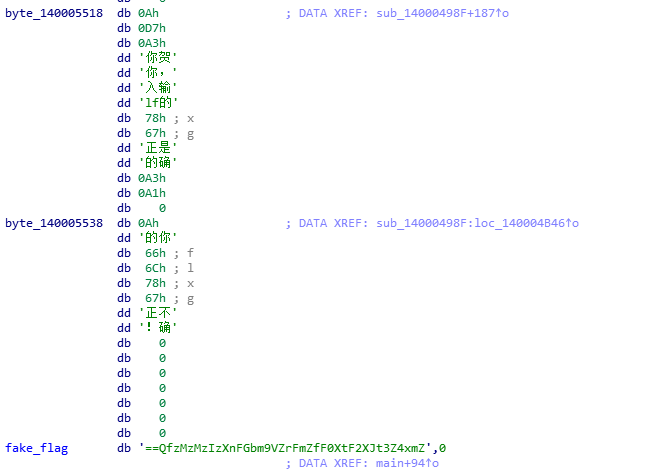 db 0
byte_140005518 db 0Ah ; DATA XREF: sub_14000498F+187↑o
db 0D7h
db 0A3h
dd '你贺'
dd '你，'
dd '入输'
dd 'lf的'
db 78h ; x
db 67h ; g
dd '正是'
dd '的确'
db 0A3h
db 0A1h
db 0
byte_140005538 db 0Ah ; DATA XREF: sub_14000498F:loc_140004B46↑o
dd '的你'
db 66h ; f
db 6Ch ; l
db 78h ; x
db 67h ; g
dd '正不'
dd '！确'
db 0
db 0
db 0
db 0
db 0
db 0
db 0
fake_flag db '==QfzMzMzIzXnFGbm9VZrFmZfF0XtF2XJt3Z4xmZ',0
; DATA XREF: main+94↑o